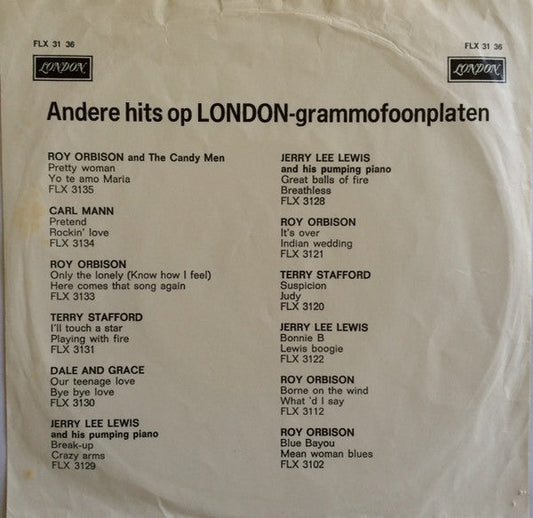 FLX 31 36
FLX 31 36
LONDON
LONDON
Andere hits op LONDON-grammofoonplaten
ROY ORBISON and The Candy Men
Pretty woman
Yo te amo Maria
FLX 3135
CARL MANN
Pretend
Rockin' love
FLX 3134
ROY ORBISON
Only the lonely (Know how I feel)
Here comes that song again
FLX 3133
TERRY STAFFORD
I'll touch a star
Playing with fire
FLX 3131
DALE AND GRACE
Our teenage love
Bye bye love
FLX 3130
JERRY LEE LEWIS
and his pumping piano
Break-up
Crazy arms
FLX 3129
JERRY LEE LEWIS
and his pumping piano
Great balls of fire
Breathless
FLX 3128
ROY ORBISON
It's over
Indian wedding
FLX 3121
TERRY STAFFORD
Suspicion
Judy
FLX 3120
JERRY LEE LEWIS
Bonnie B
Lewis boogie
FLX 3122
ROY ORBISON
Borne on the wind
What 'd I say
FLX 3112
ROY ORBISON
Blue Bayou
Mean woman blues
FLX 3102